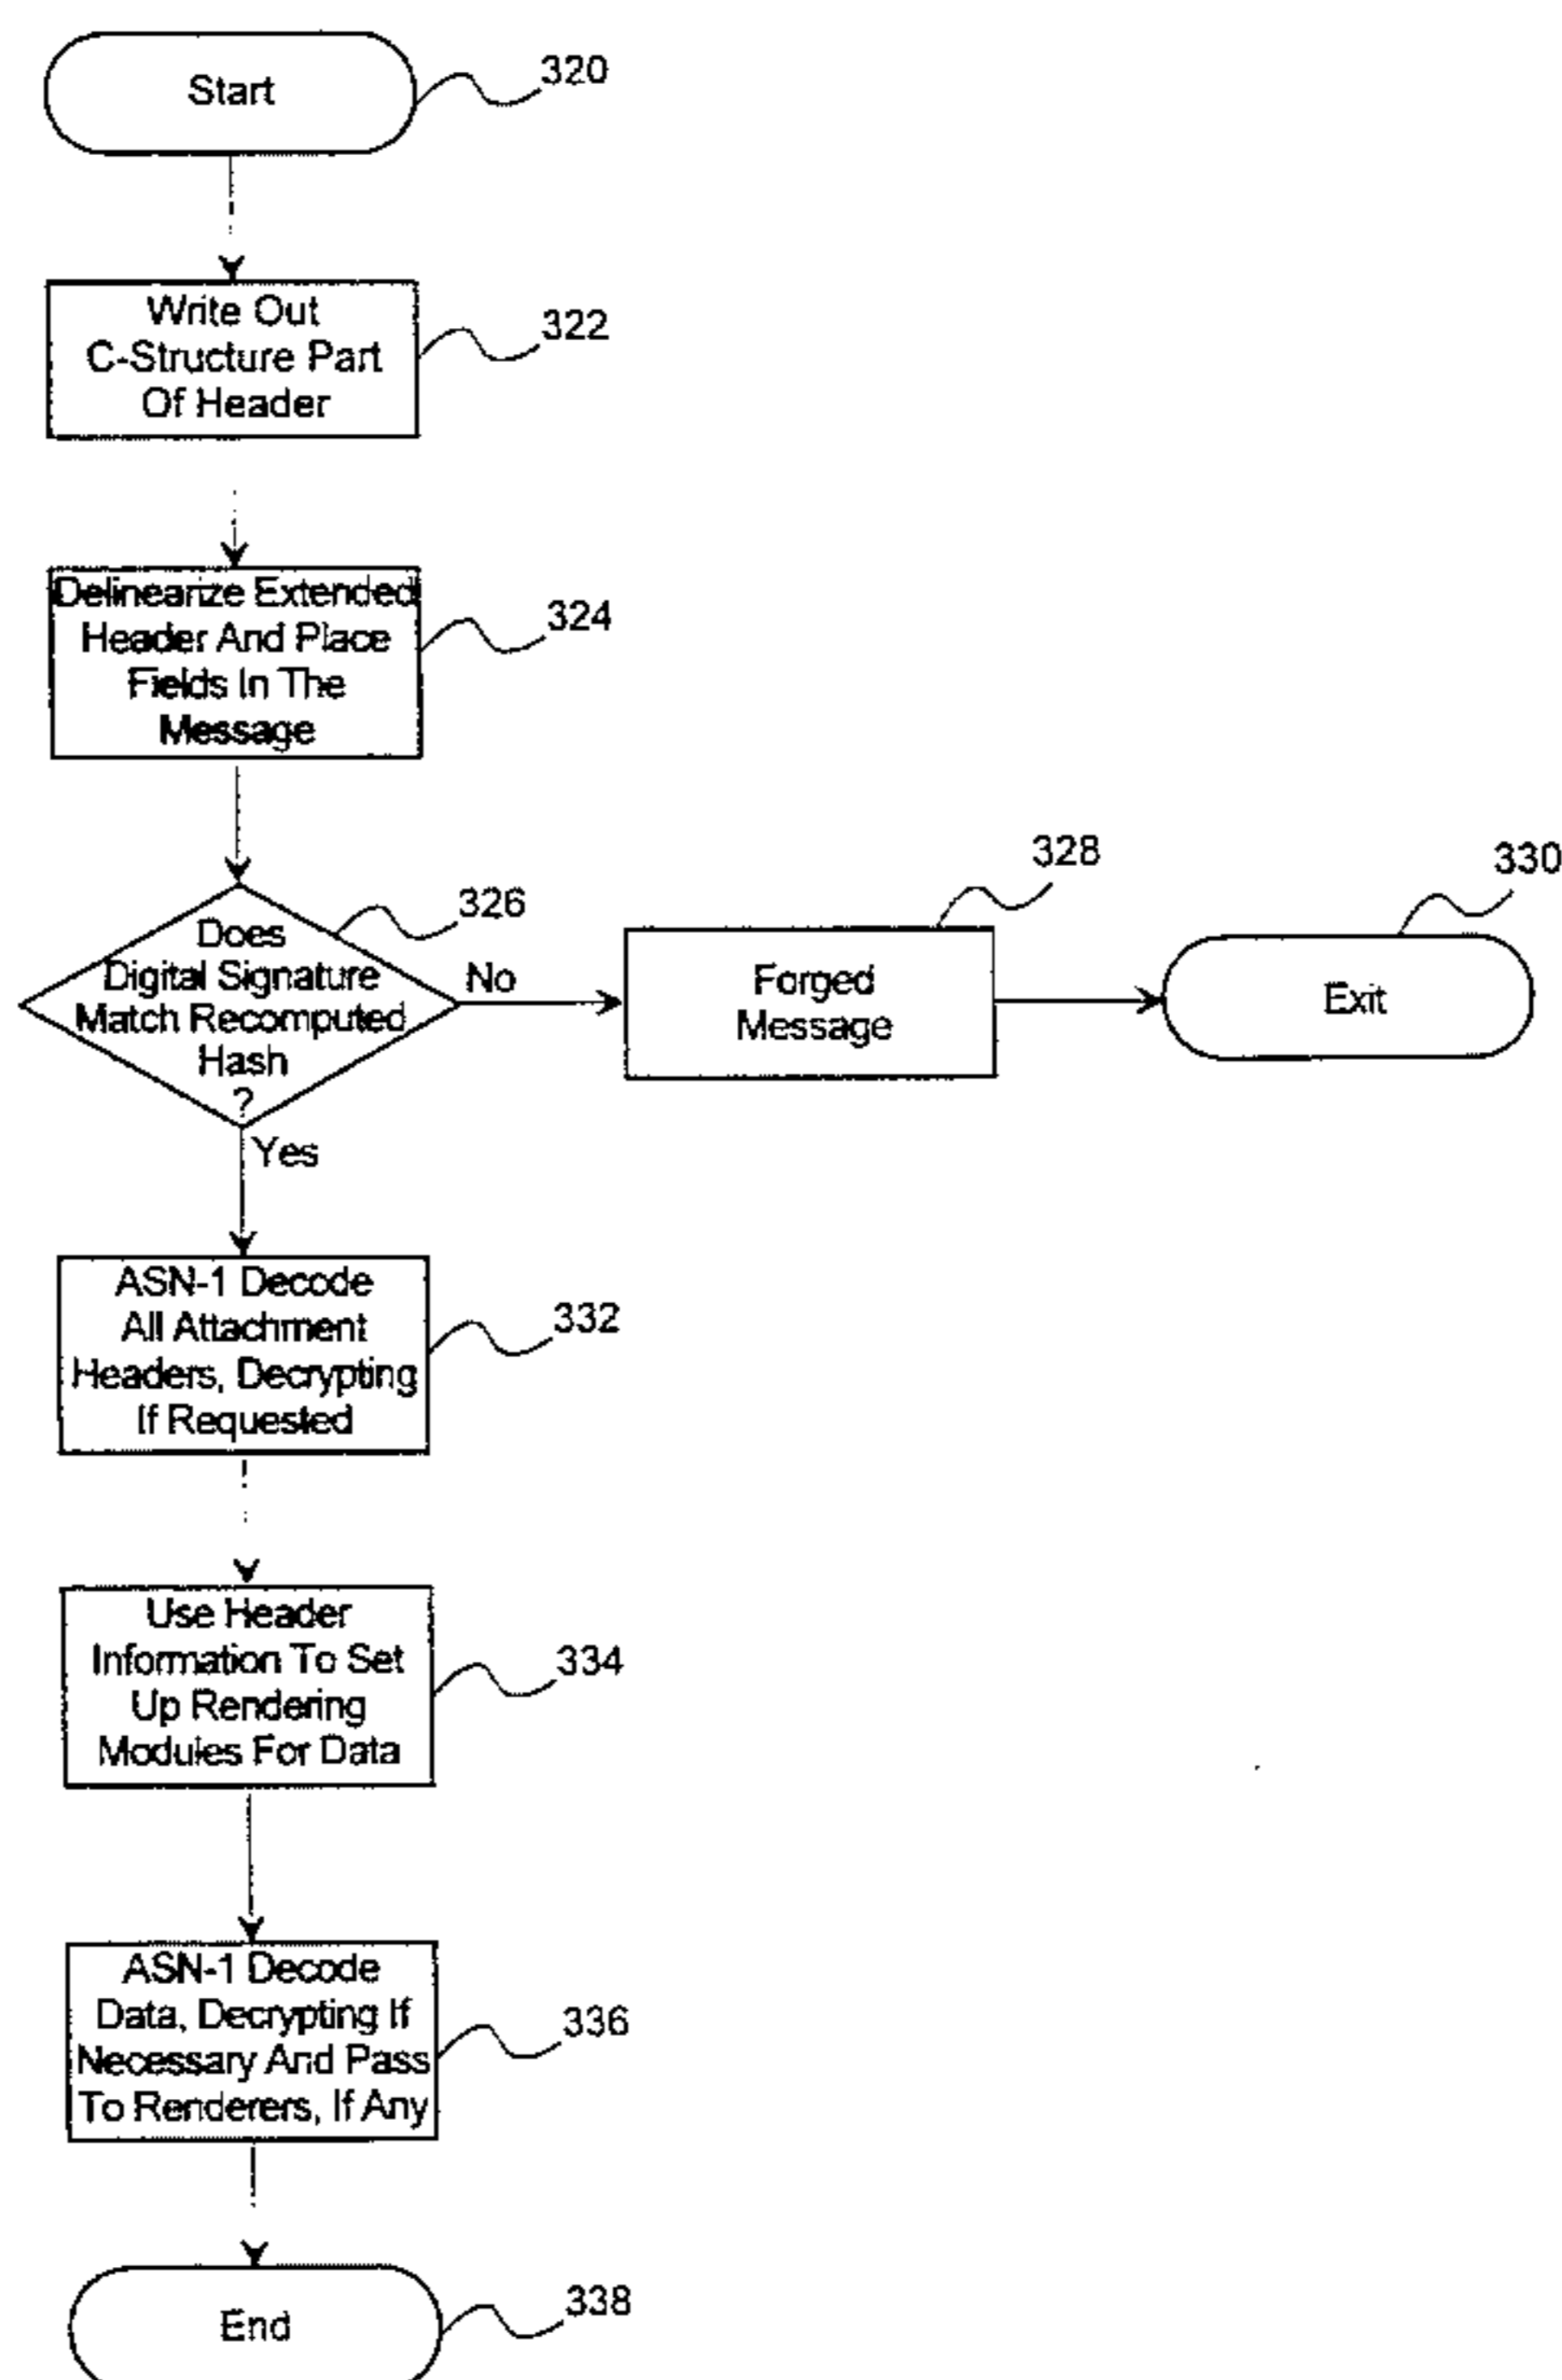 Start
320
Write Out
C-Structure Part
Of Header
322
Delinearize Extended
Header And Place
Fields In The
Message
324
Does
Digital Signature
Match Recomputed
Hash
?
326
No
Forged
Message
328
Exit
330
Yes
ASN-1 Decode
All Attachment
Headers, Decrypting
If Requested
332
Use Header
Information To Set
Up Rendering
Modules For Data
334
ASN-1 Decode
Data, Decrypting If
Necessary And Pass
To Renderers, If Any
336
End
338